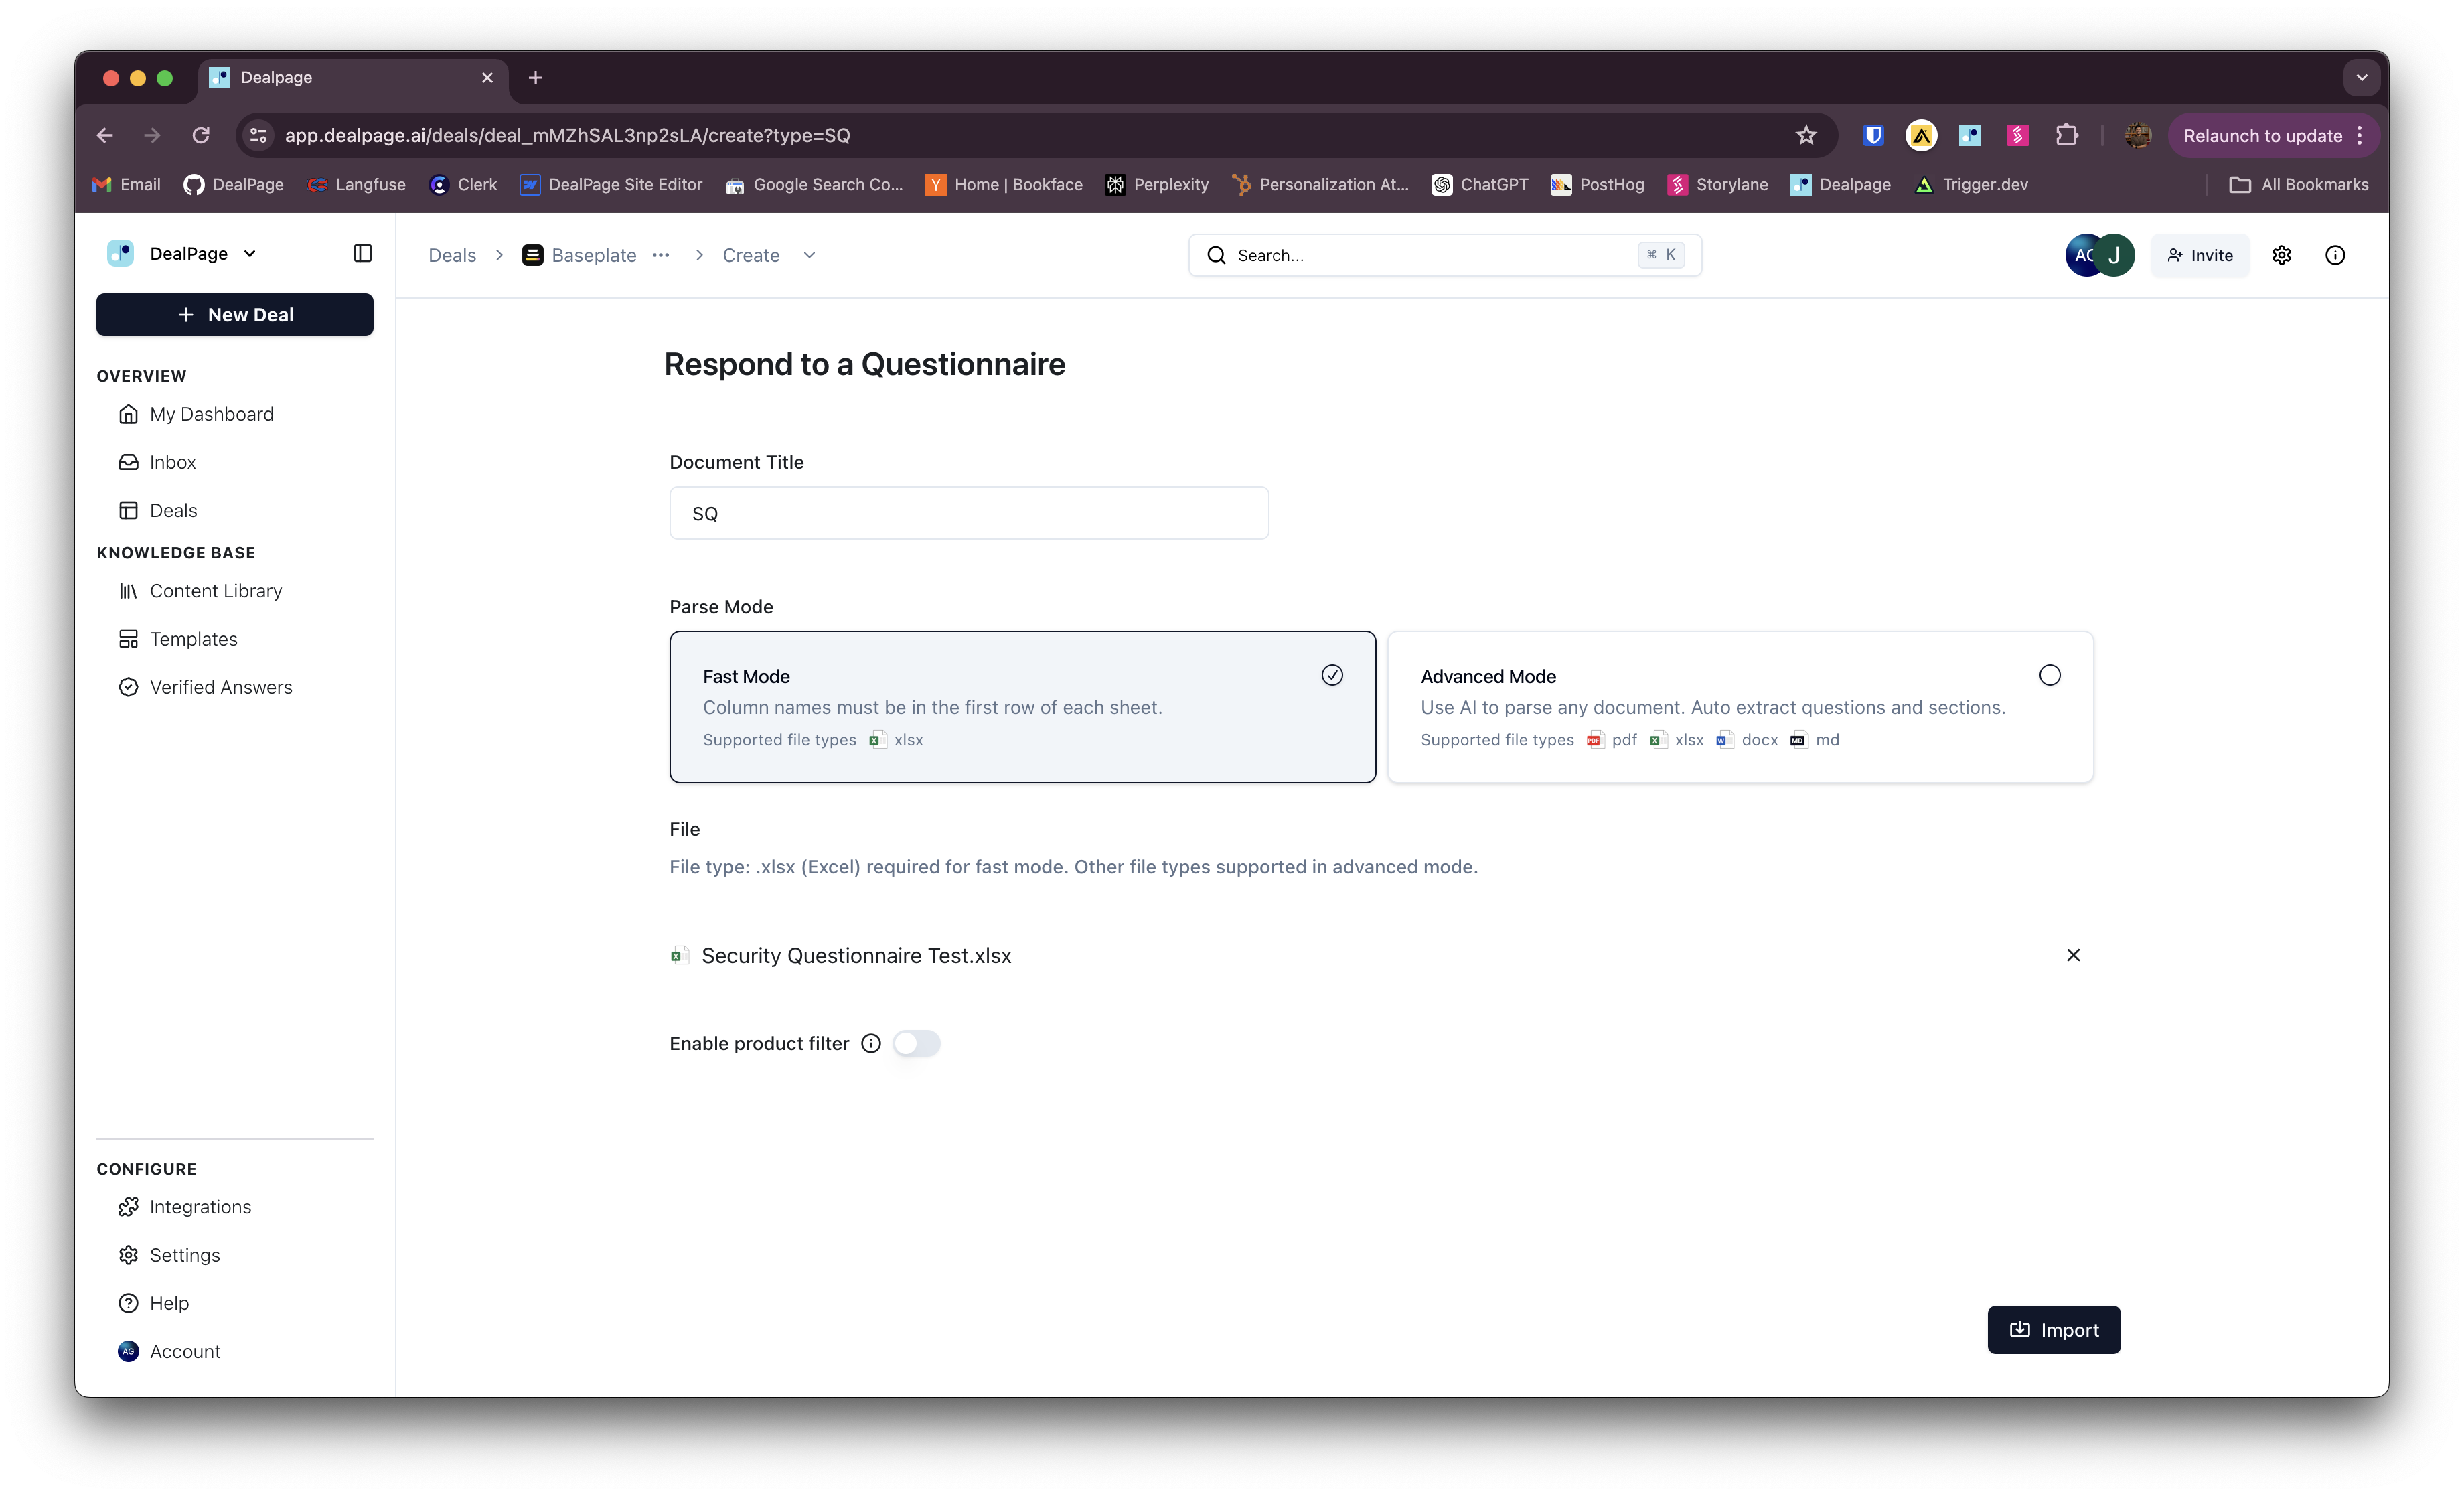 Dealpage
app.dealpage.ai/deals/deal_mMZhSAL3np2sLA/create?type=SQ
Relaunch to update
Email DealPage Langfuse Clerk DealPage Site Editor Google Search Co... Home | Bookface Perplexity Personalization At... ChatGPT PostHog Storylane Dealpage Trigger.dev All Bookmarks
DealPage
Deals Baseplate ... Create
Search... ⌘ K
AG J
Invite
+ New Deal
OVERVIEW
My Dashboard
Inbox
Deals
KNOWLEDGE BASE
Content Library
Templates
Verified Answers
CONFIGURE
Integrations
Settings
Help
AG Account
Respond to a Questionnaire
Document Title
SQ
Parse Mode
Fast Mode
Column names must be in the first row of each sheet.
Supported file types xlsx
Advanced Mode
Use AI to parse any document. Auto extract questions and sections.
Supported file types PDF pdf xlsx docx MD md
File
File type: .xlsx (Excel) required for fast mode. Other file types supported in advanced mode.
Security Questionnaire Test.xlsx
Enable product filter
Import